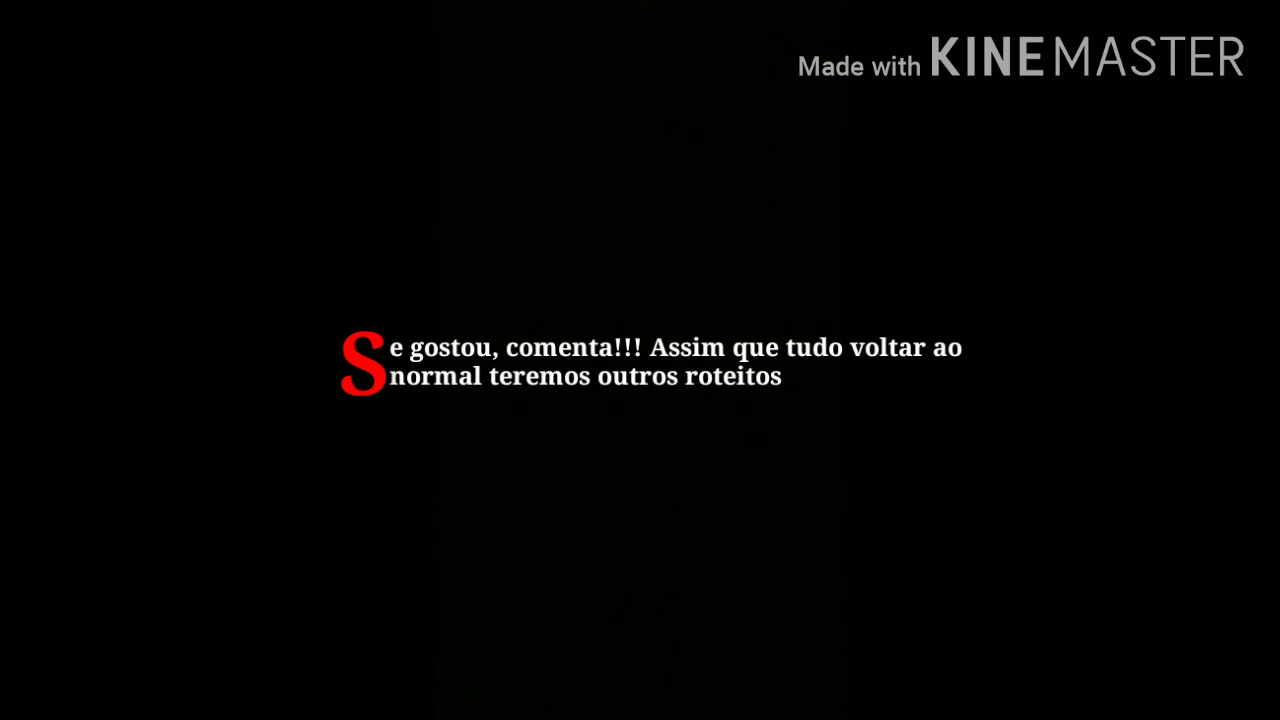 Made with KINEMASTER
Se gostou, comenta!!! Assim que tudo voltar ao
normal teremos outros roteitos